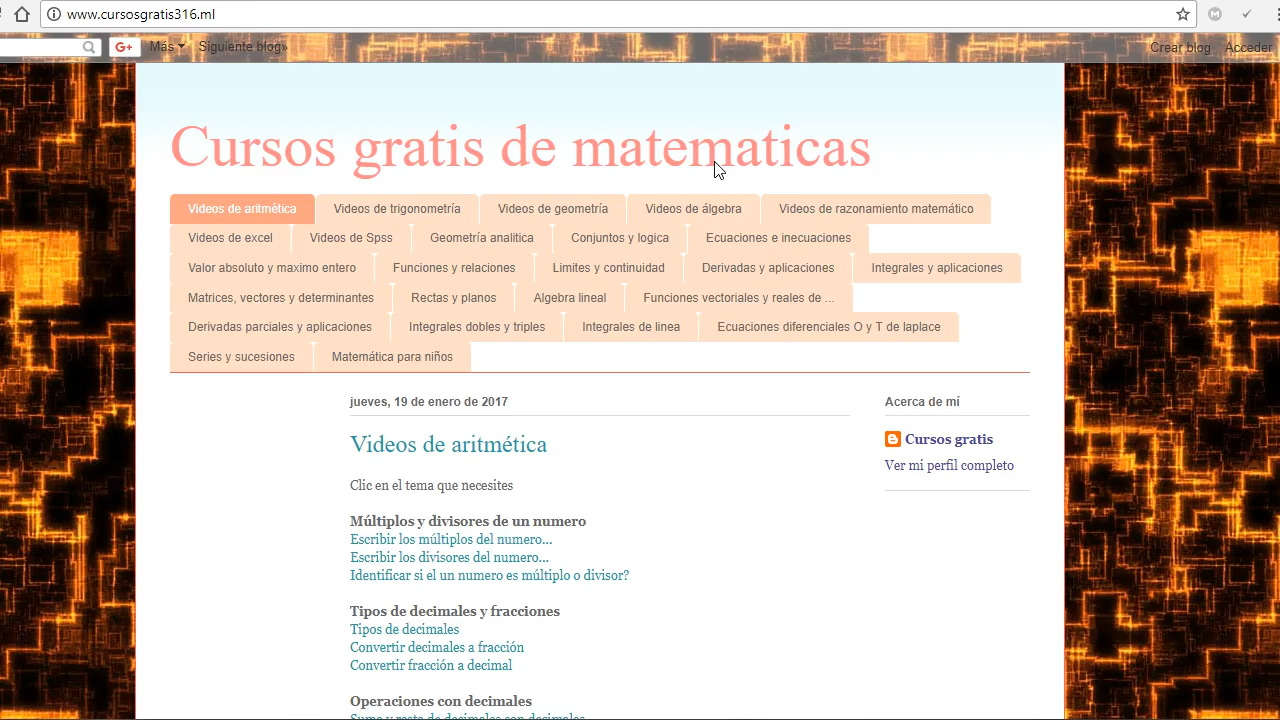 www.cursosgratis316.ml
G+ Más Siguiente blog» Crear blog Acceder
Cursos gratis de matematicas
Videos de aritmètica Videos de trigonometría Videos de geometría Videos de álgebra Videos de razonamiento matemático
Videos de excel Videos de Spss Geometría analitica Conjuntos y logica Ecuaciones e inecuaciones
Valor absoluto y maximo entero Funciones y relaciones Limites y continuidad Derivadas y aplicaciones Integrales y aplicaciones
Matrices, vectores y determinantes Rectas y planos Algebra lineal Funciones vectoriales y reales de ...
Derivadas parciales y aplicaciones Integrales dobles y triples Integrales de linea Ecuaciones diferenciales O y T de laplace
Series y sucesiones Matemática para niños
jueves, 19 de enero de 2017
Videos de aritmética
Clic en el tema que necesites
Múltiplos y divisores de un numero
Escribir los múltiplos del numero...
Escribir los divisores del numero...
Identificar si el un numero es múltiplo o divisor?
Tipos de decimales y fracciones
Tipos de decimales
Convertir decimales a fracción
Convertir fracción a decimal
Operaciones con decimales
Suma y resta de decimales con decimales
Acerca de mí
Cursos gratis
Ver mi perfil completo